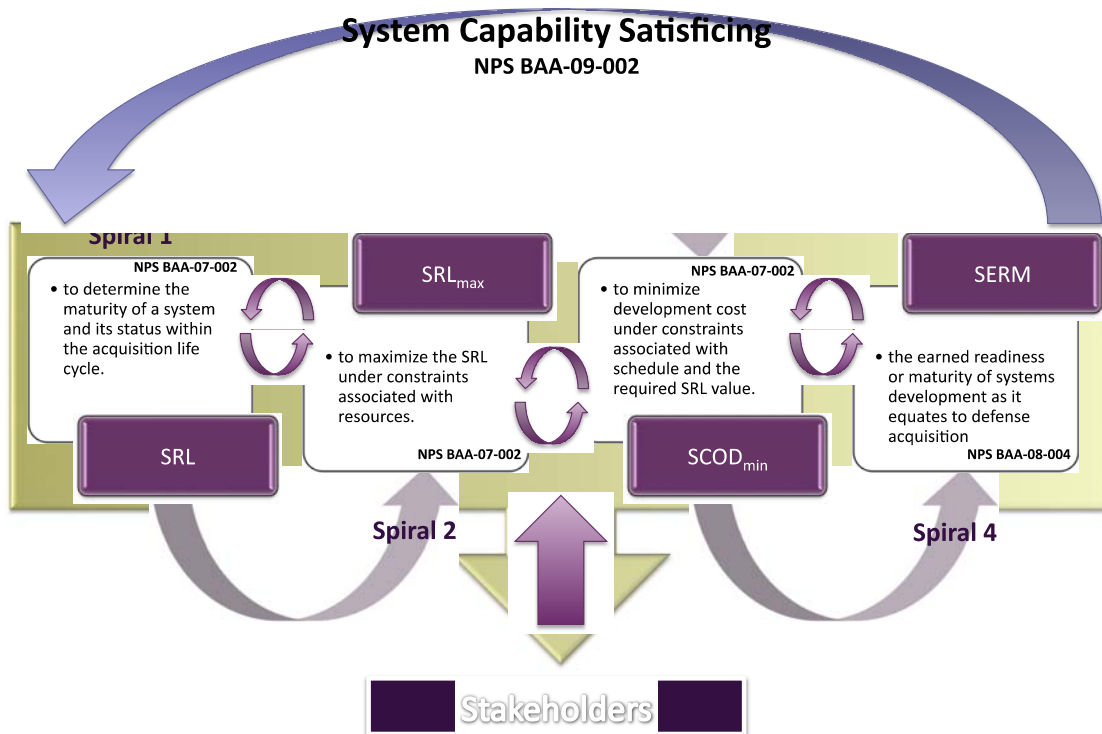 System Capability Satisficing
NPS BAA-09-002
Spiral 1
NPS BAA-07-002
• to determine the
maturity of a system
and its status within
the acquisition life
cycle.
SRL
SRLmax
• to maximize the SRL
under constraints
associated with
resources.
NPS BAA-07-002
Spiral 2
NPS BAA-07-002
• to minimize
development cost
under constraints
associated with
schedule and the
required SRL value.
SCODmin
SERM
• the earned readiness
or maturity of systems
development as it
equates to defense
acquisition
NPS BAA-08-004
Spiral 4
Stakeholders